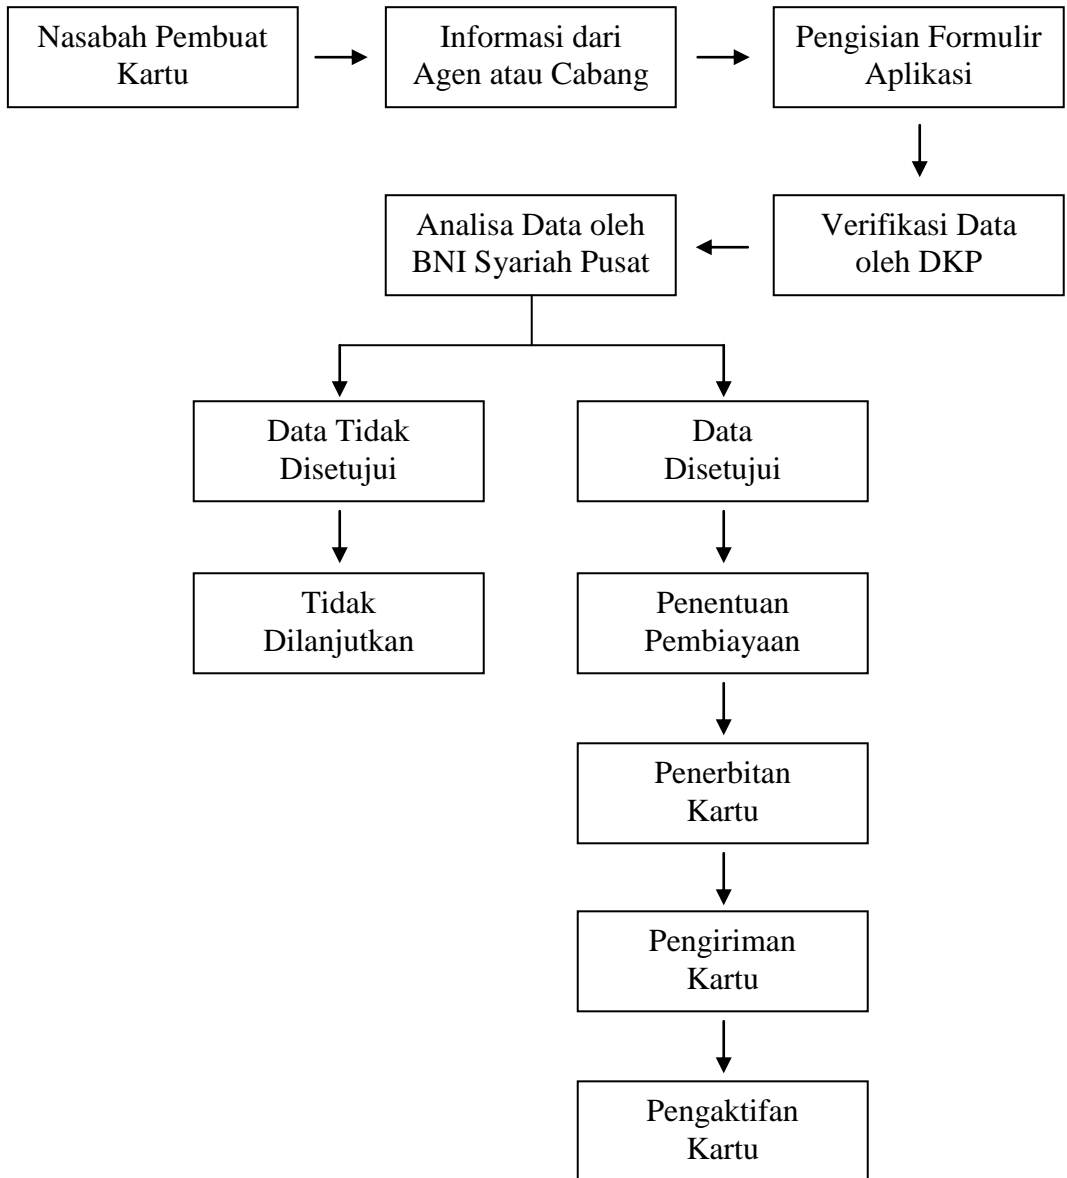 Nasabah Pembuat
Kartu
Informasi dari
Agen atau Cabang
Pengisian Formulir
Aplikasi
Verifikasi Data
oleh DKP
Analisa Data oleh
BNI Syariah Pusat
Data Tidak
Disetujui
Data
Disetujui
Tidak
Dilanjutkan
Penentuan
Pembiayaan
Penerbitan
Kartu
Pengiriman
Kartu
Pengaktifan
Kartu